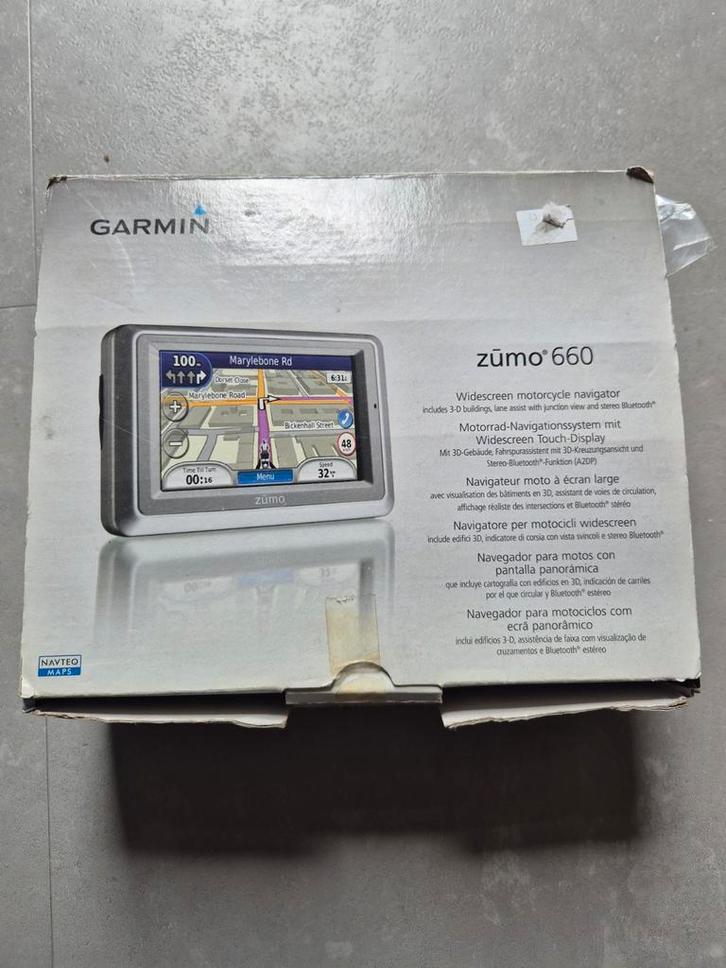 GARMIN
zūmo® 660
Widescreen motorcycle navigator
includes 3-D buildings, lane assist with junction view and stereo Bluetooth®
Motorrad-Navigationssystem mit
Widescreen Touch-Display
Mit 3D-Gebäude, Fahrspurassistent mit 3D-Kreuzungsansicht und
Stereo-Bluetooth®-Funktion (A2DP)
Navigateur moto à écran large
avec visualisation des bâtiments en 3D, assistant de voies de circulation,
affichage réaliste des intersections et Bluetooth® stéréo
Navigatore per motocicli widescreen
include edifici 3D, indicatore di corsia con vista svincoli e stereo Bluetooth®
Navegador para motos con
pantalla panorámica
que incluye cartografía con edificios en 3D, indicación de carriles
por el que circular y Bluetooth® estéreo
Navegador para motociclos com
ecrã panorâmico
inclui edifícios 3-D, assistência de faixa com visualização de
cruzamentos e Bluetooth® estéreo
100
Marylebone Rd
Dorset Close
6:31
Marylebone Road
Bickenhall Street
48
Time Till Turn
00:16
Menu
Speed
32
zūmo
NAVTEQ
MAPS